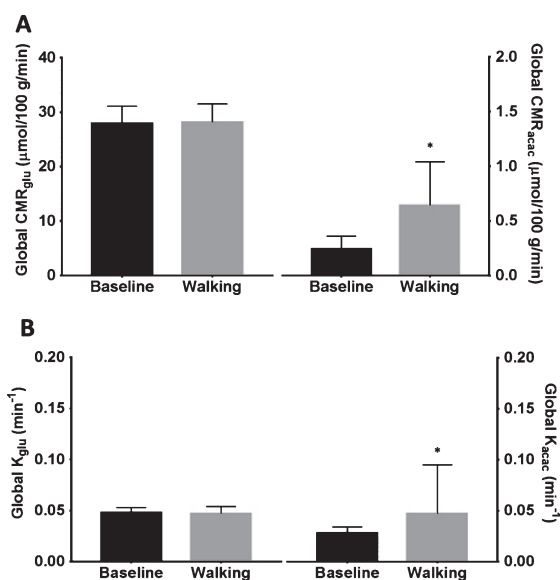 A
Global CMRglu (μmol/100 g/min)
40
30
20
10
0
Baseline
Walking
*
Baseline
Walking
2.0
1.5
1.0
0.5
0.0
Global CMRacac (μmol/100 g/min)
B
Global Kglu (min-1)
0.20
0.15
0.10
0.05
0.00
Baseline
Walking
*
Baseline
Walking
0.20
0.15
0.10
0.05
0.00
Global Kacac (min-1)